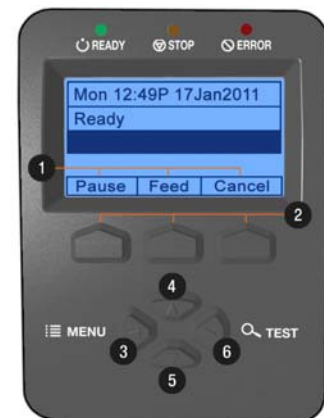 READY STOP ERROR
Mon 12:49P 17Jan2011
Ready
1
Pause Feed Cancel
2
4
MENU TEST
3 6
5